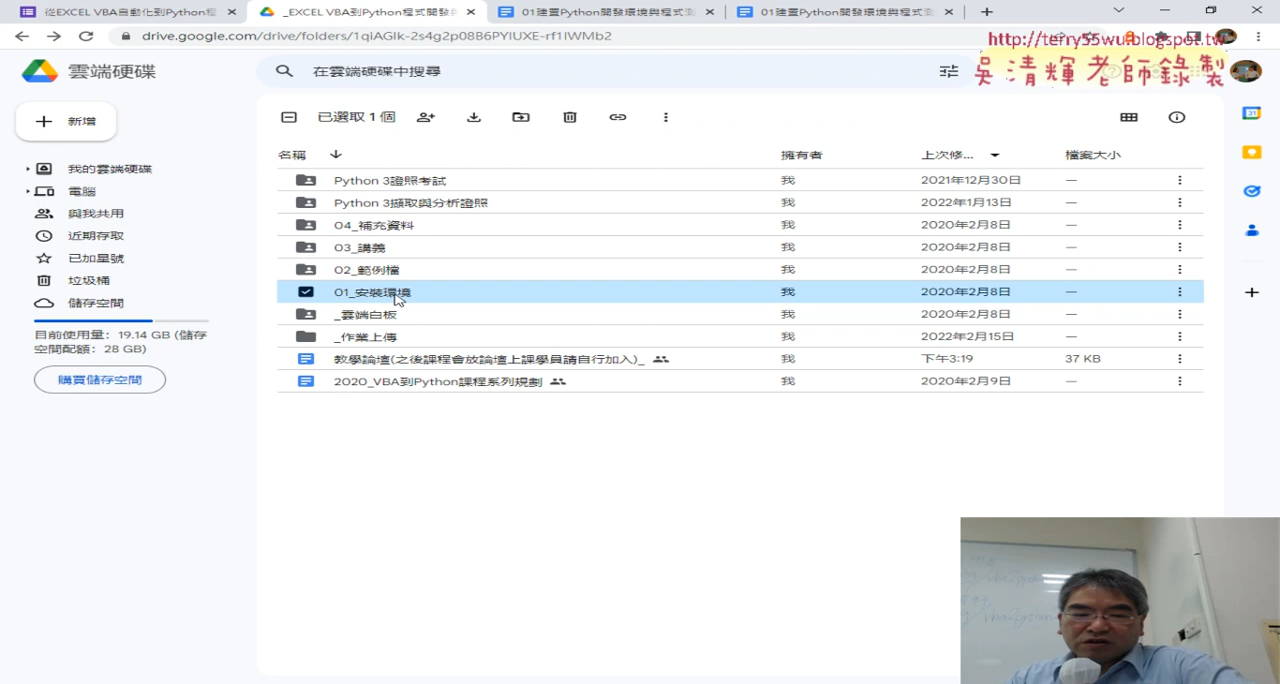 從EXCEL VBA自動化到Python程
_EXCEL VBA到Python程式開發
01建置Python開發環境與程式
01建置Python開發環境與程式
drive.google.com/drive/folders/1qiAGlk-2s4g2p08B6PYIUXE-rf1IWMb2
http://terry55wu.blogspot.tw
吳清輝老師錄製
雲端硬碟
在雲端硬碟中搜尋
新增
已選取 1 個
名稱
擁有者
上次修...
檔案大小
我的雲端硬碟
電腦
與我共用
近期存取
已加星號
垃圾桶
儲存空間
目前使用量：19.14 GB (儲存
空間配額：28 GB)
購買儲存空間
Python 3證照考試 我 2021年12月30日 —
Python 3擷取與分析證照 我 2022年1月13日 —
04_補充資料 我 2020年2月8日 —
03_講義 我 2020年2月8日 —
02_範例檔 我 2020年2月8日 —
01_安裝環境 我 2020年2月8日 —
_雲端白板 我 2020年2月8日 —
_作業上傳 我 2022年2月15日 —
教學論壇(之後課程會放論壇上課學員請自行加入)_ 我 下午3:19 37 KB
2020_VBA到Python課程系列規劃 我 2020年2月9日 —
31